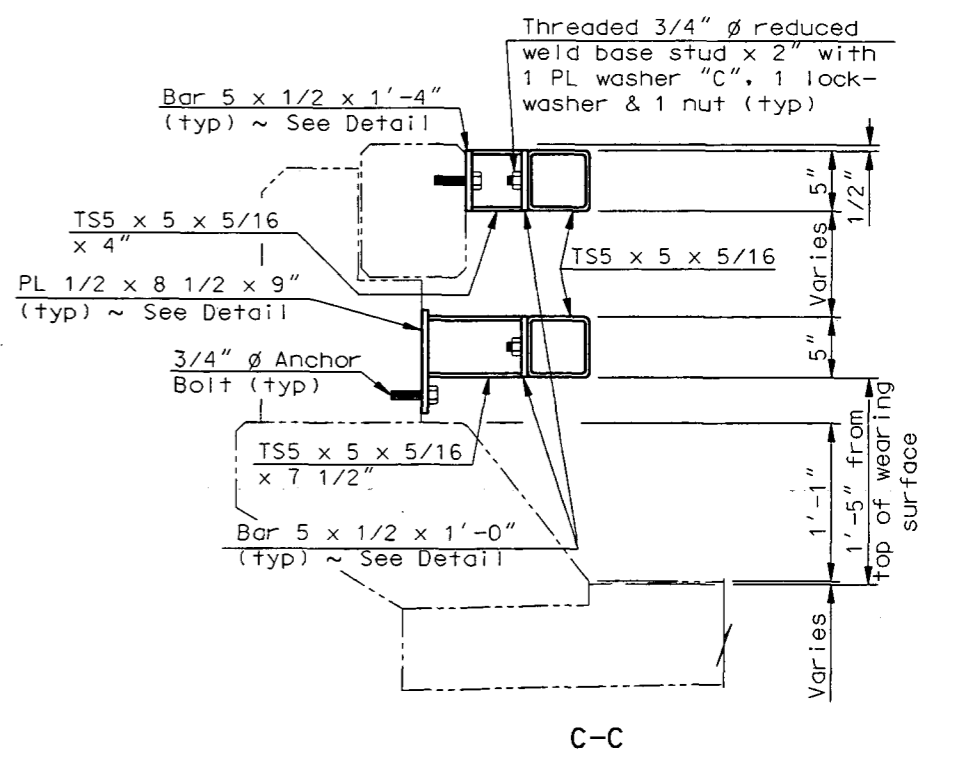 Threaded 3/4" ø reduced
weld base stud x 2" with
1 PL washer "C", 1 lock-
washer & 1 nut (typ)
Bar 5 x 1/2 x 1'-4"
(typ) ~ See Detail
TS5 x 5 x 5/16
x 4"
PL 1/2 x 8 1/2 x 9"
(typ) ~ See Detail
3/4" ø Anchor
Bolt (typ)
TS5 x 5 x 5/16
x 7 1/2"
Bar 5 x 1/2 x 1'-0"
(typ) ~ See Detail
TS5 x 5 x 5/16
5"
1/2"
Varies
5"
1'-1"
1'-5" from
top of wearing
surface
Varies
C-C